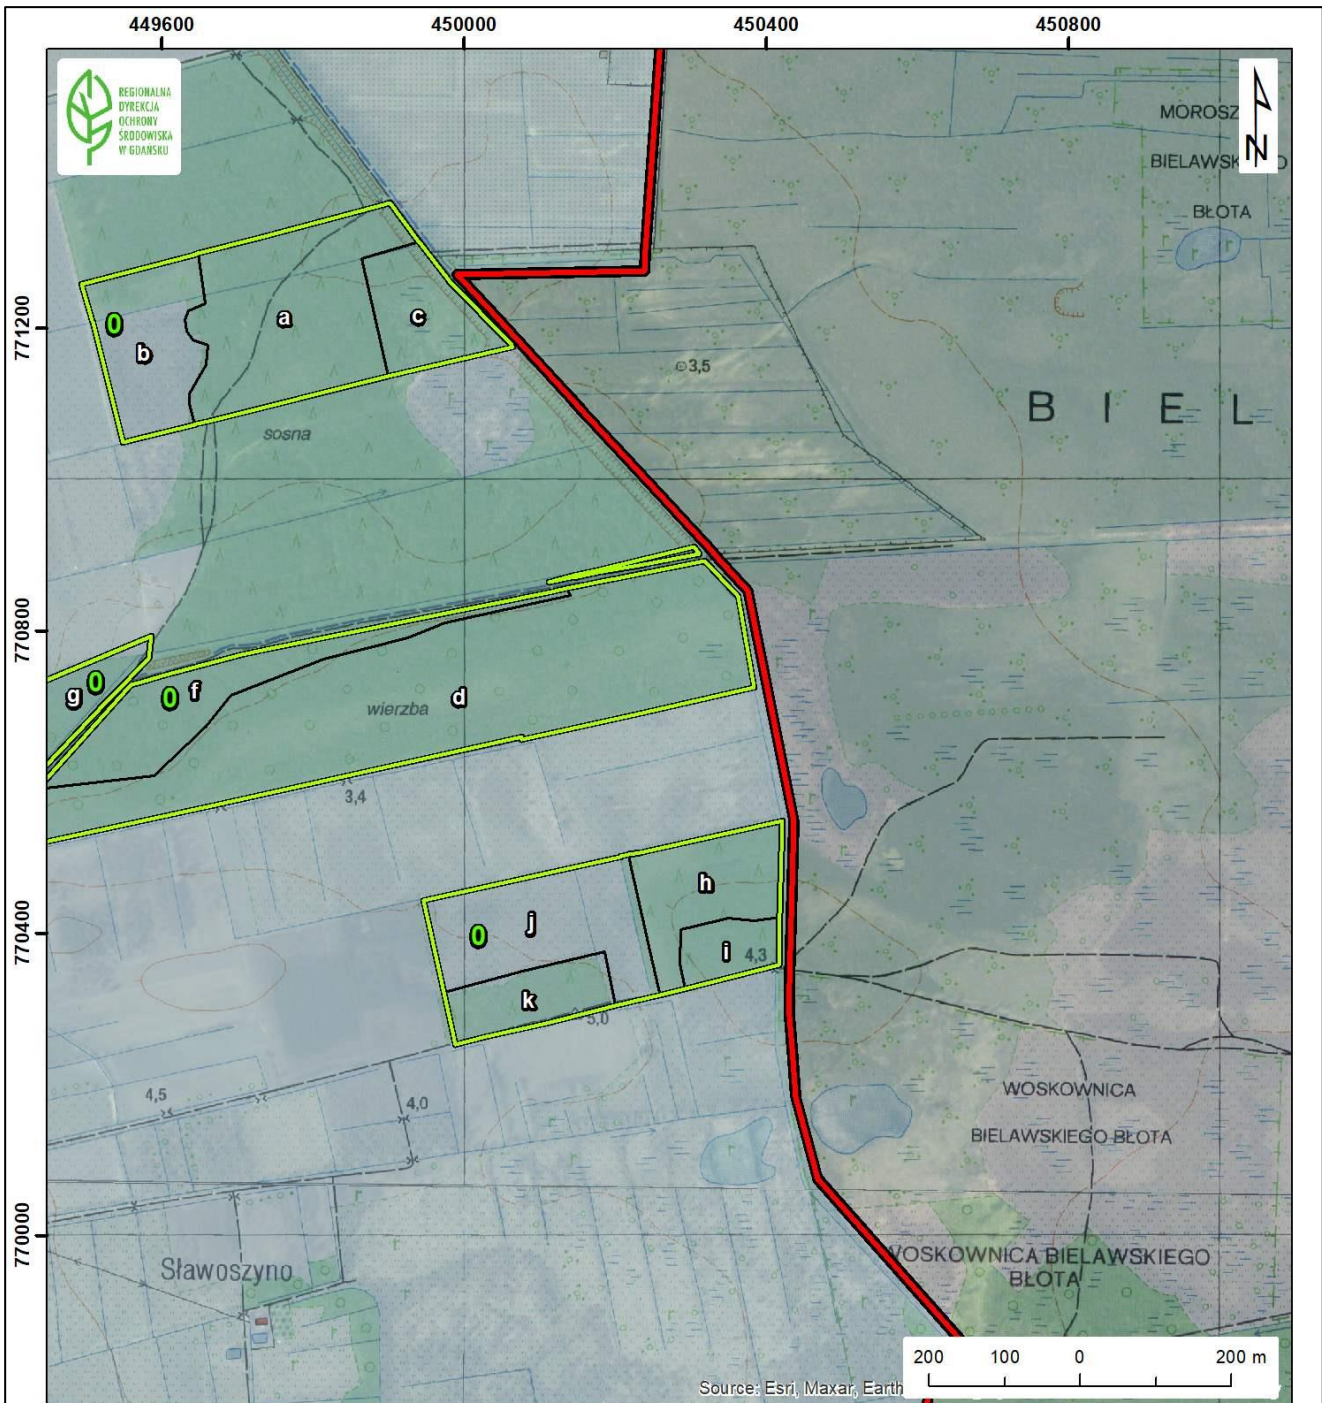 449600
450000
450400
450800
REGIONALNA
DYREKCJA
OCHRONY
ŚRODOWISKA
W GDAŃSKU
MOROSZ
N
BIELAWSK O
BŁOTA
771200
0
a
c
b
3,5
B I E L
sosna
770800
g
0
0
f
wierzba
d
3,4
770400
h
j
0
i
4,3
k
5,0
4,5
4,0
WOSKOWNICA
BIELAWSKIEGO BŁOTA
770000
Sławoszyno
WOSKOWNICA BIELAWSKIEGO
BŁOTA
200 100 0 200 m
Source: Esri, Maxar, Earth